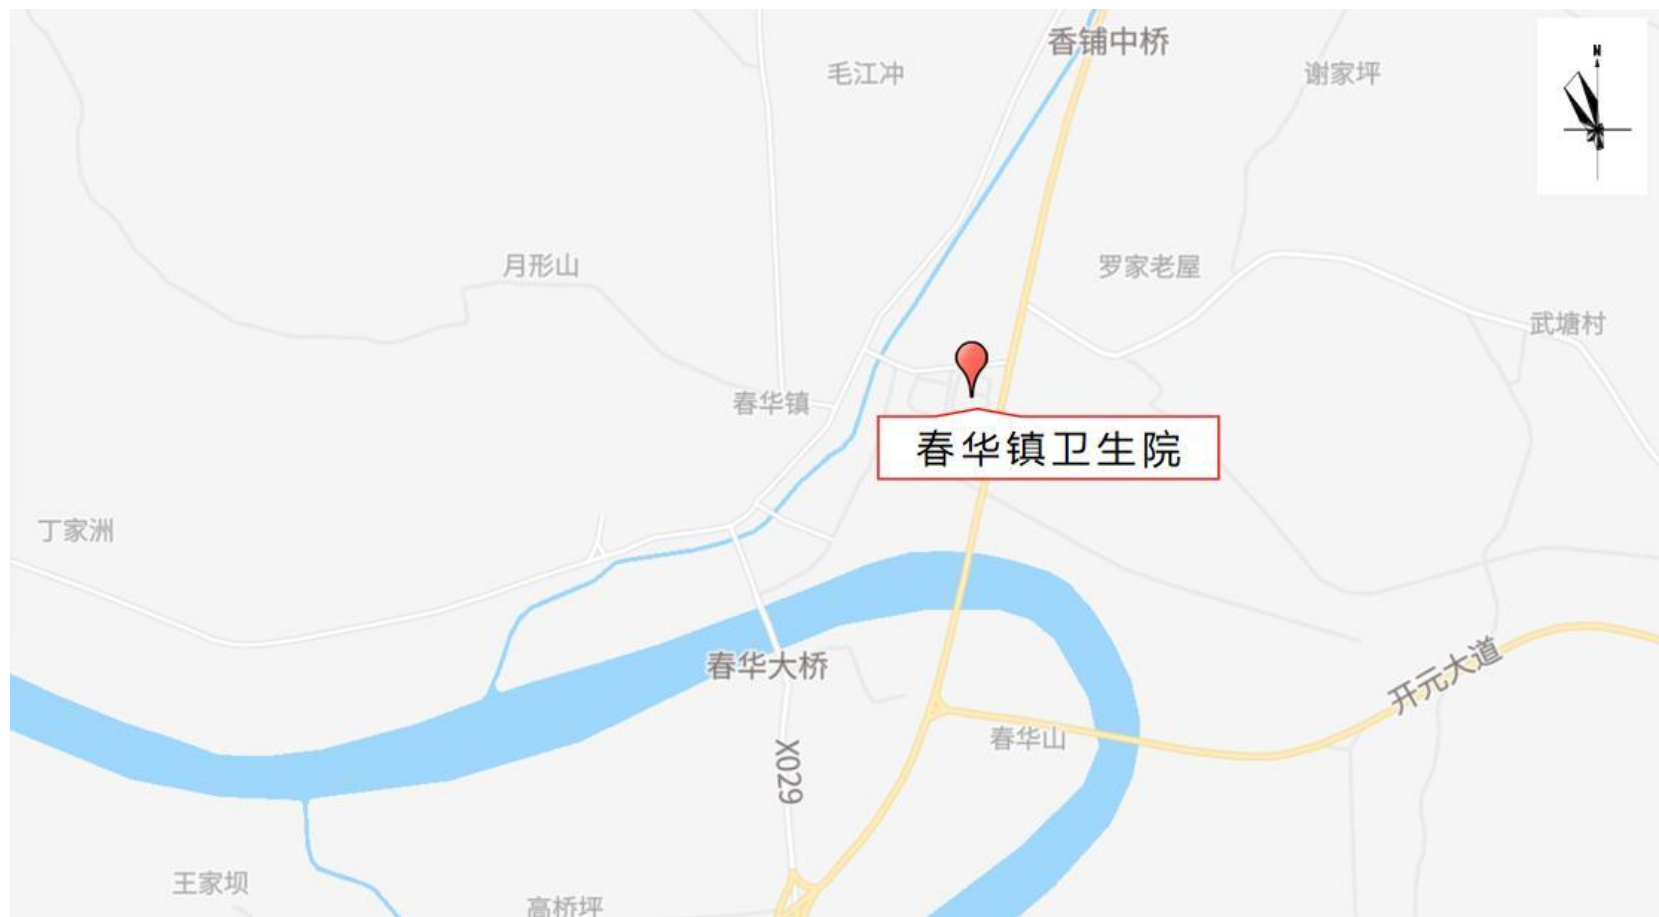 香铺中桥
毛江冲
谢家坪
N
月形山
罗家老屋
武塘村
春华镇
春华镇卫生院
丁家洲
春华大桥
开元大道
春华山
X029
王家坝
高桥坪